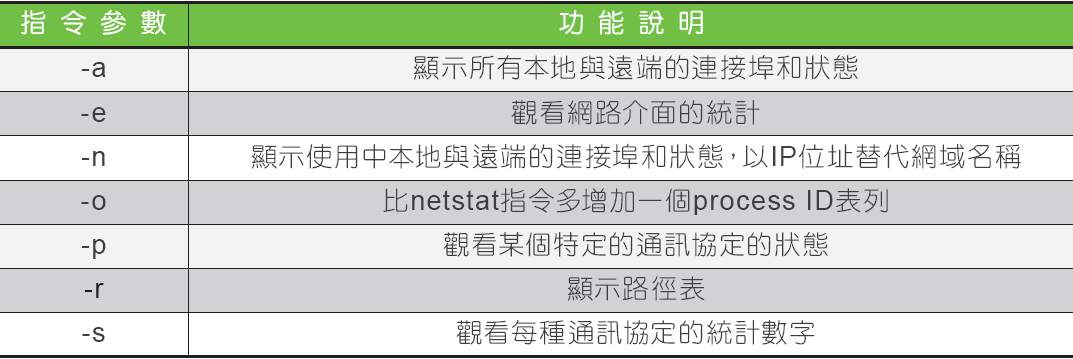 指令參數 功能說明
-a 顯示所有本地與遠端的連接埠和狀態
-e 觀看網路介面的統計
-n 顯示使用中本地與遠端的連接埠和狀態，以IP位址替代網域名稱
-o 比netstat指令多增加一個process ID表列
-p 觀看某個特定的通訊協定的狀態
-r 顯示路徑表
-s 觀看每種通訊協定的統計數字